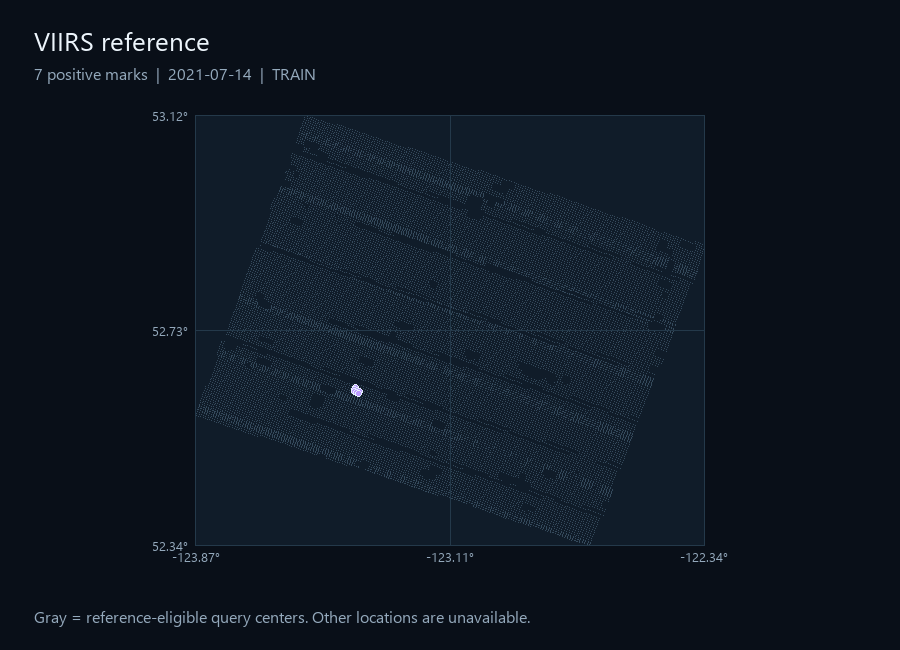 VIIRS reference
7 positive marks | 2021-07-14 | TRAIN
53.12°
52.73°
52.34°
-123.87°
-123.11°
-122.34°
Gray = reference-eligible query centers. Other locations are unavailable.